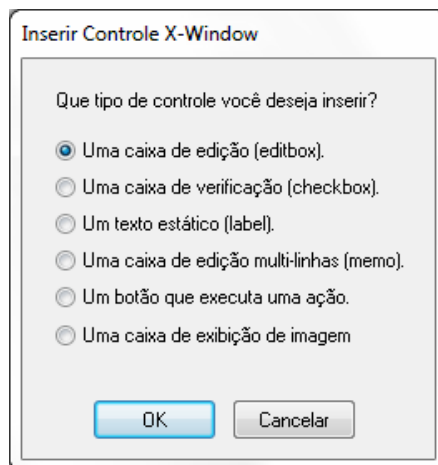 Inserir Controle X-Window
Que tipo de controle você deseja inserir?
Uma caixa de edição (editbox).
Uma caixa de verificação (checkbox).
Um texto estático (label).
Uma caixa de edição multi-linhas (memo).
Um botão que executa uma ação.
Uma caixa de exibição de imagem
OK
Cancelar